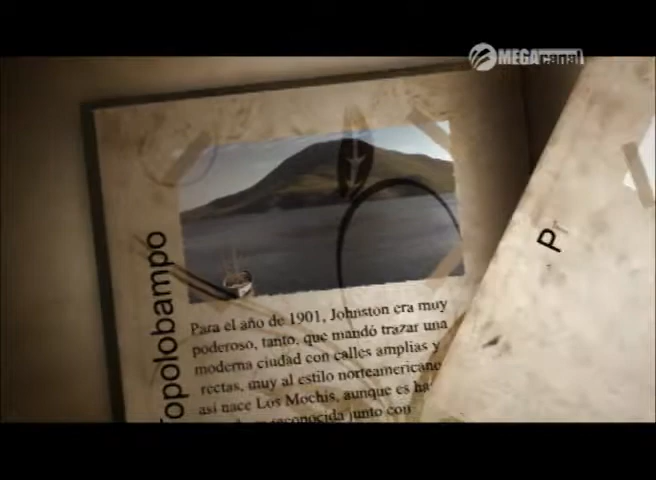 MEGAcanal
Topolobampo
Para el año de 1901, Johnston era muy
poderoso, tanto, que mandó trazar una
moderna ciudad con calles amplias y
rectas, muy al estilo norteamericano
así nace Los Mochis, aunque es
reconocida junto con